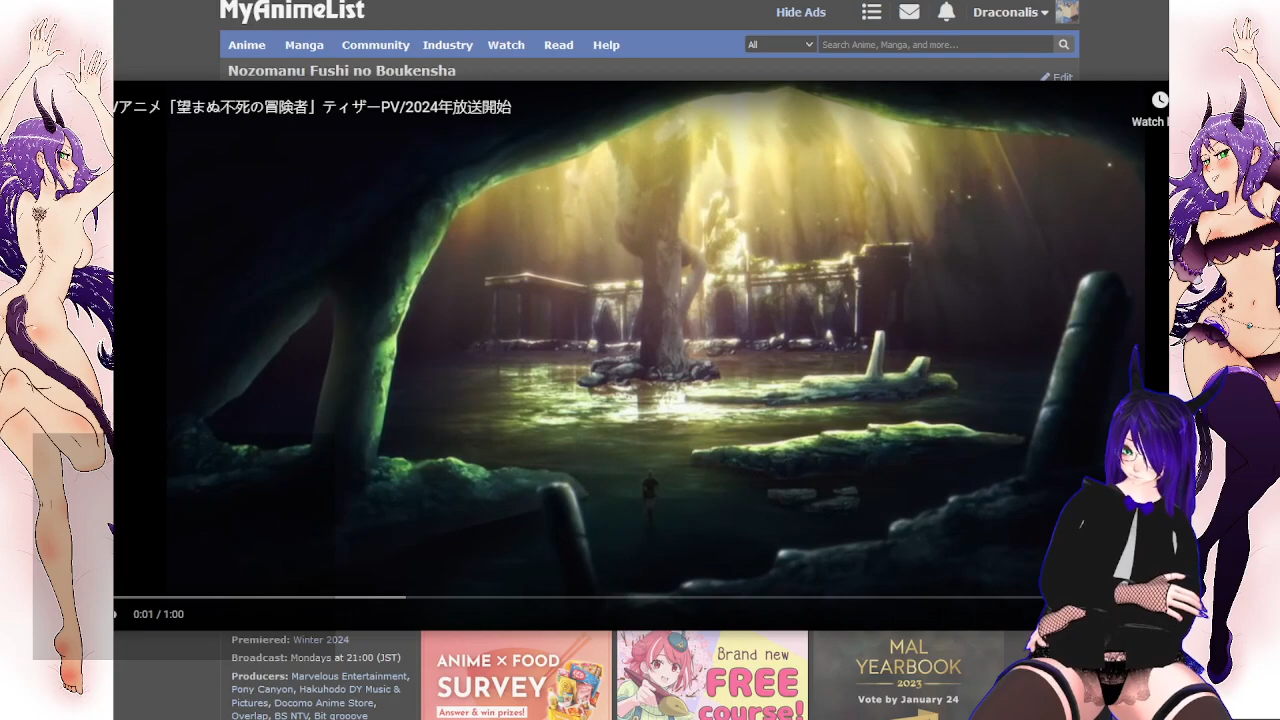 MyAnimeList
Hide Ads
Draconalis
Anime Manga Community Industry Watch Read Help
All
Search Anime, Manga, and more...
Nozomanu Fushi no Boukensha
Edit
Vアニメ「望まぬ不死の冒険者」ティザーPV/2024年放送開始
Watch
0:01 / 1:00
Premiered: Winter 2024
Broadcast: Mondays at 21:00 (JST)
Producers: Marvelous Entertainment,
Pony Canyon, Hakuhodo DY Music &
Pictures, Docomo Anime Store,
Overlap, BS NTV, Bit grooove
ANIME × FOOD
SURVEY
Answer & win prizes!
Brand new
FREE
course!
MAL
YEARBOOK
2023
Vote by January 24